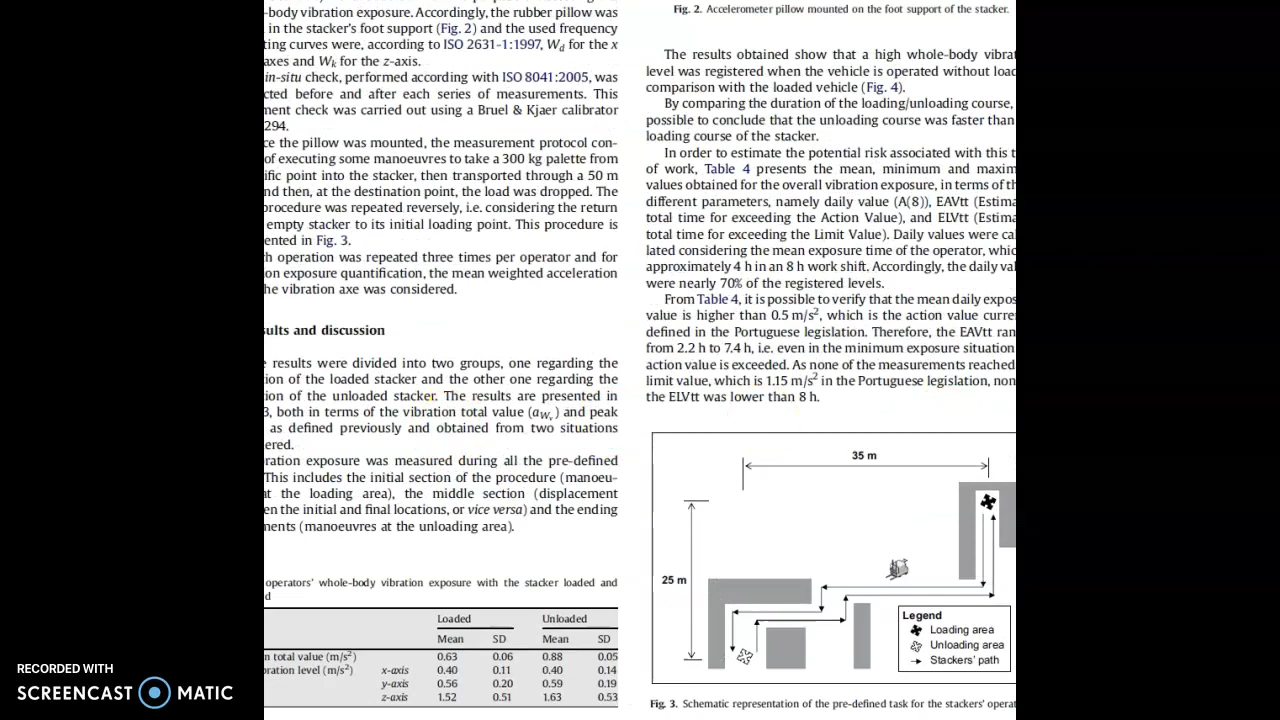 -body vibration exposure. Accordingly, the rubber pillow was
in the stacker's foot support (Fig. 2) and the used frequency
ting curves were, according to ISO 2631-1:1997, Wd for the x
axes and Wk for the z-axis.
in-situ check, performed according with ISO 8041:2005, was
cted before and after each series of measurements. This
ment check was carried out using a Bruel & Kjaer calibrator
294.
ce the pillow was mounted, the measurement protocol con-
of executing some manoeuvres to take a 300 kg palette from
ific point into the stacker, then transported through a 50 m
nd then, at the destination point, the load was dropped. The
procedure was repeated reversely, i.e. considering the return
empty stacker to its initial loading point. This procedure is
ented in Fig. 3.
h operation was repeated three times per operator and for
on exposure quantification, the mean weighted acceleration
he vibration axe was considered.
sults and discussion
e results were divided into two groups, one regarding the
tion of the loaded stacker and the other one regarding the
tion of the unloaded stacker. The results are presented in
3, both in terms of the vibration total value (aWv) and peak
as defined previously and obtained from two situations
ered.
ration exposure was measured during all the pre-defined
This includes the initial section of the procedure (manoeu-
at the loading area), the middle section (displacement
en the initial and final locations, or vice versa) and the ending
ments (manoeuvres at the unloading area).
operators' whole-body vibration exposure with the stacker loaded and
d
Loaded Unloaded
Mean SD Mean SD
n total value (m/s²) 0.63 0.06 0.88 0.05
ration level (m/s²) x-axis 0.40 0.11 0.40 0.14
y-axis 0.56 0.20 0.59 0.19
z-axis 1.52 0.51 1.63 0.53
Fig. 2. Accelerometer pillow mounted on the foot support of the stacker.
The results obtained show that a high whole-body vibrat
level was registered when the vehicle is operated without load
comparison with the loaded vehicle (Fig. 4).
By comparing the duration of the loading/unloading course,
possible to conclude that the unloading course was faster than
loading course of the stacker.
In order to estimate the potential risk associated with this t
of work, Table 4 presents the mean, minimum and maxim
values obtained for the overall vibration exposure, in terms of th
different parameters, namely daily value (A(8)), EAVtt (Estima
total time for exceeding the Action Value), and ELVtt (Estima
total time for exceeding the Limit Value). Daily values were cal
lated considering the mean exposure time of the operator, whic
approximately 4 h in an 8 h work shift. Accordingly, the daily val
were nearly 70% of the registered levels.
From Table 4, it is possible to verify that the mean daily expos
value is higher than 0.5 m/s², which is the action value curre
defined in the Portuguese legislation. Therefore, the EAVtt ran
from 2.2 h to 7.4 h, i.e. even in the minimum exposure situation
action value is exceeded. As none of the measurements reached
limit value, which is 1.15 m/s² in the Portuguese legislation, non
the ELVtt was lower than 8 h.
35 m
25 m
Legend
Loading area
Unloading area
Stackers' path
Fig. 3. Schematic representation of the pre-defined task for the stackers' operat
RECORDED WITH
SCREENCAST MATIC